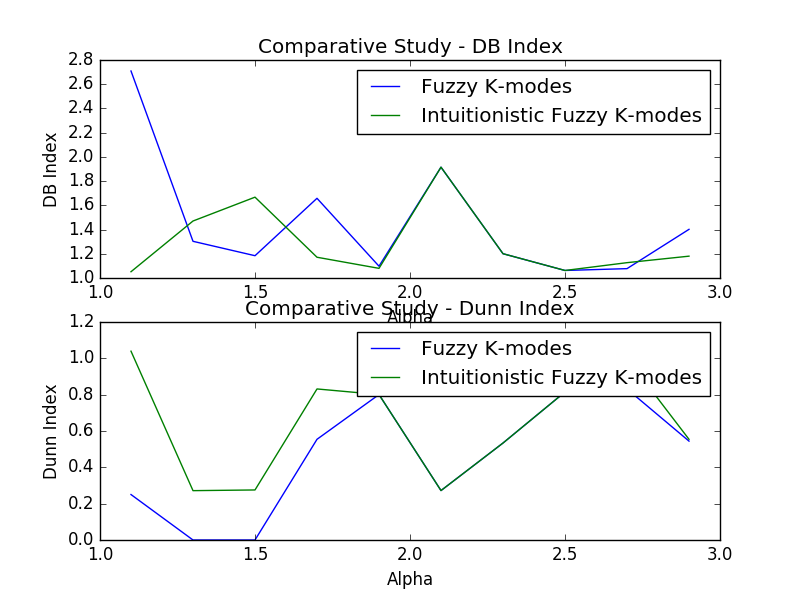 Comparative Study - DB Index
2.8
2.6
2.4
2.2
2.0
1.8
1.6
1.4
1.2
1.0
DB Index
Fuzzy K-modes
Intuitionistic Fuzzy K-modes
1.0 1.5 2.0 2.5 3.0
Alpha
Comparative Study - Dunn Index
1.2
1.0
0.8
0.6
0.4
0.2
0.0
Dunn Index
Fuzzy K-modes
Intuitionistic Fuzzy K-modes
1.0 1.5 2.0 2.5 3.0
Alpha